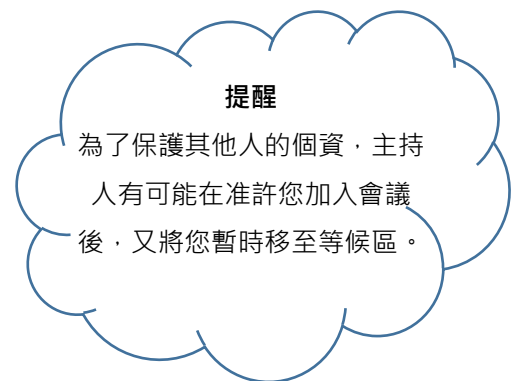 提醒
為了保護其他人的個資，主持
人有可能在准許您加入會議
後，又將您暫時移至等候區。